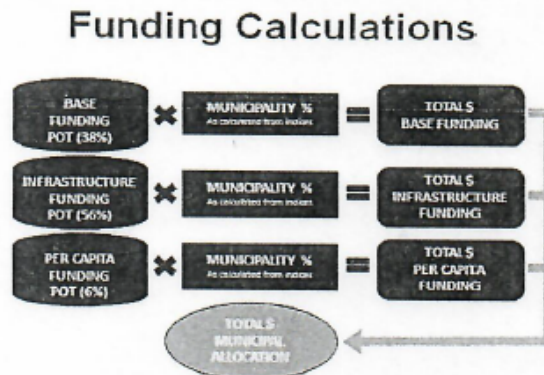 Funding Calculations
BASE
FUNDING
POT (38%)
MUNICIPALITY %
As calculated from indices
TOTAL $
BASE FUNDING
INFRASTRUCTURE
FUNDING
POT (56%)
MUNICIPALITY %
As calculated from indices
TOTAL $
INFRASTRUCTURE
FUNDING
PER CAPITA
FUNDING
POT (6%)
MUNICIPALITY %
As calculated from indices
TOTAL $
PER CAPITA
FUNDING
TOTAL $
MUNICIPAL
ALLOCATION